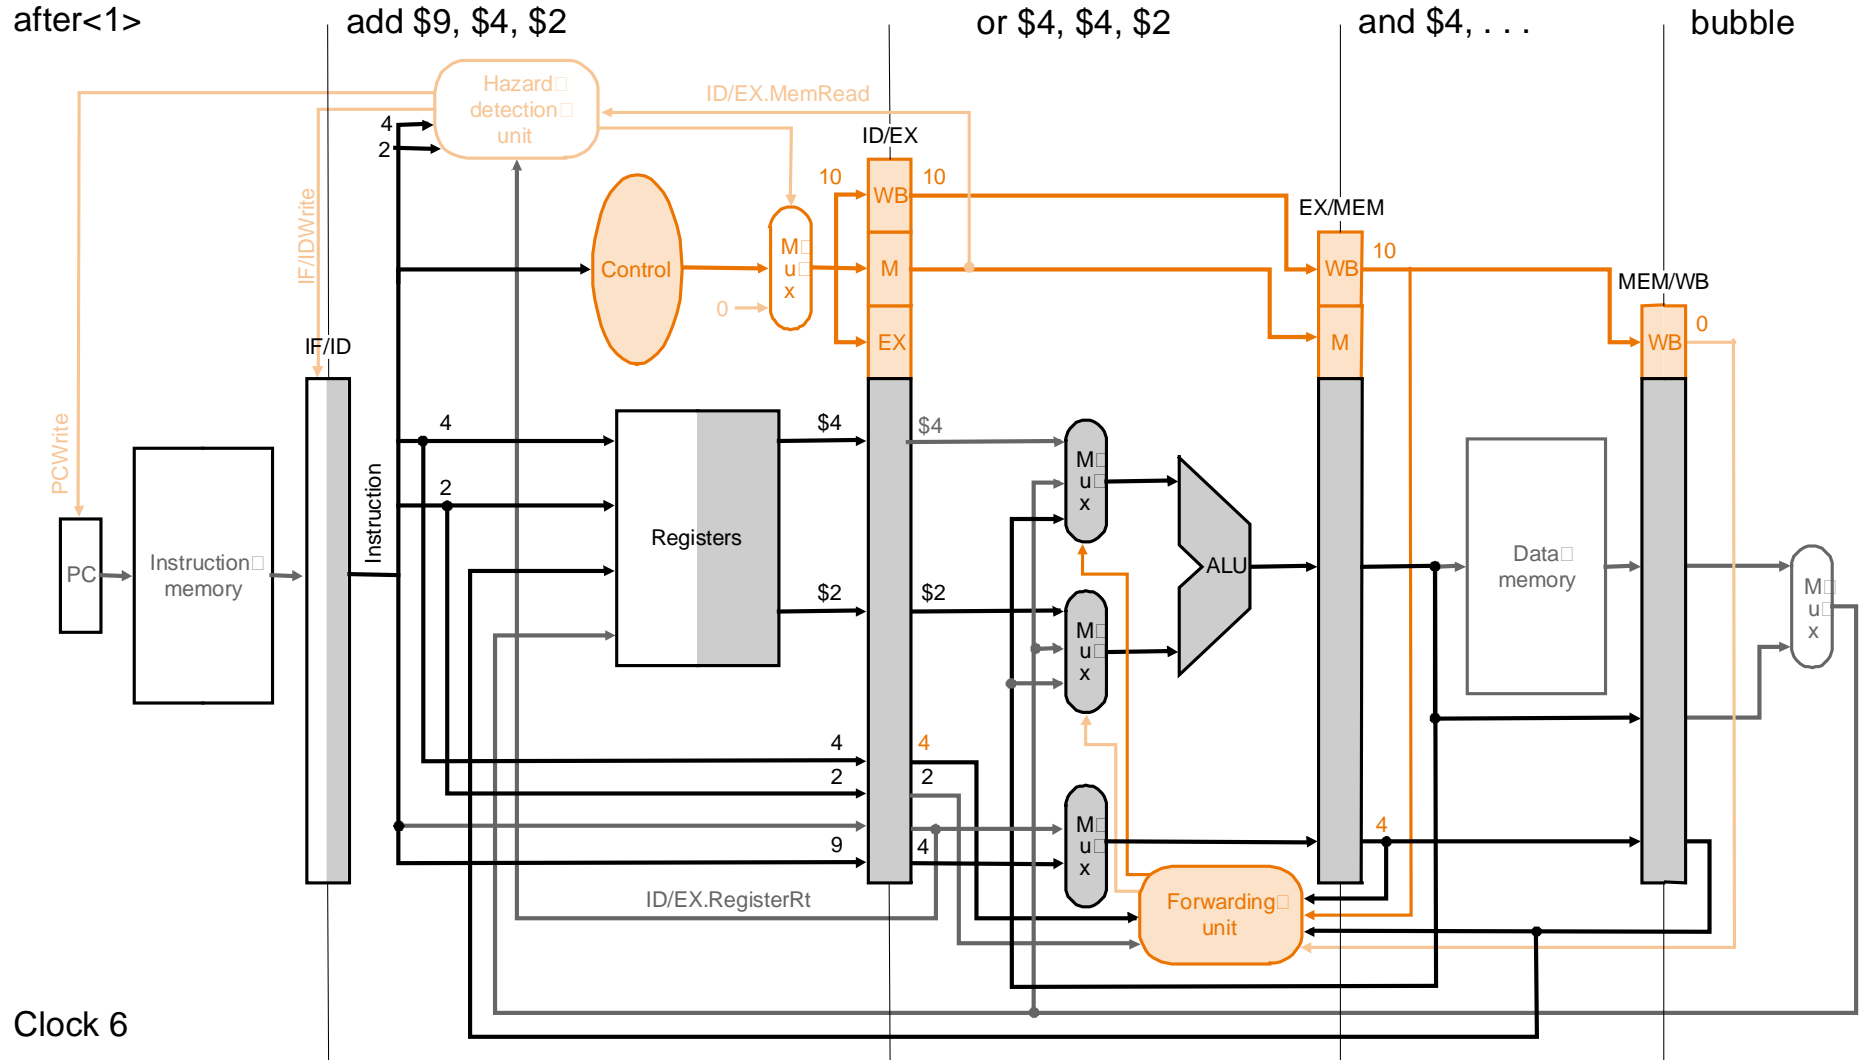 after<1>
add $9, $4, $2
or $4, $4, $2
and $4, . . .
bubble
Hazard
detection
unit
ID/EX.MemRead
4
2
ID/EX
10
WB
10
IF/IDWrite
Control
M
u
x
0
M
EX
EX/MEM
WB
10
M
MEM/WB
WB
0
IF/ID
PCWrite
Instruction
4
2
$4
$4
Registers
$2
$2
PC
Instruction
memory
M
u
x
M
u
x
ALU
Data
memory
M
u
x
4
4
2
2
9
4
M
u
x
4
ID/EX.RegisterRt
Forwarding
unit
Clock 6